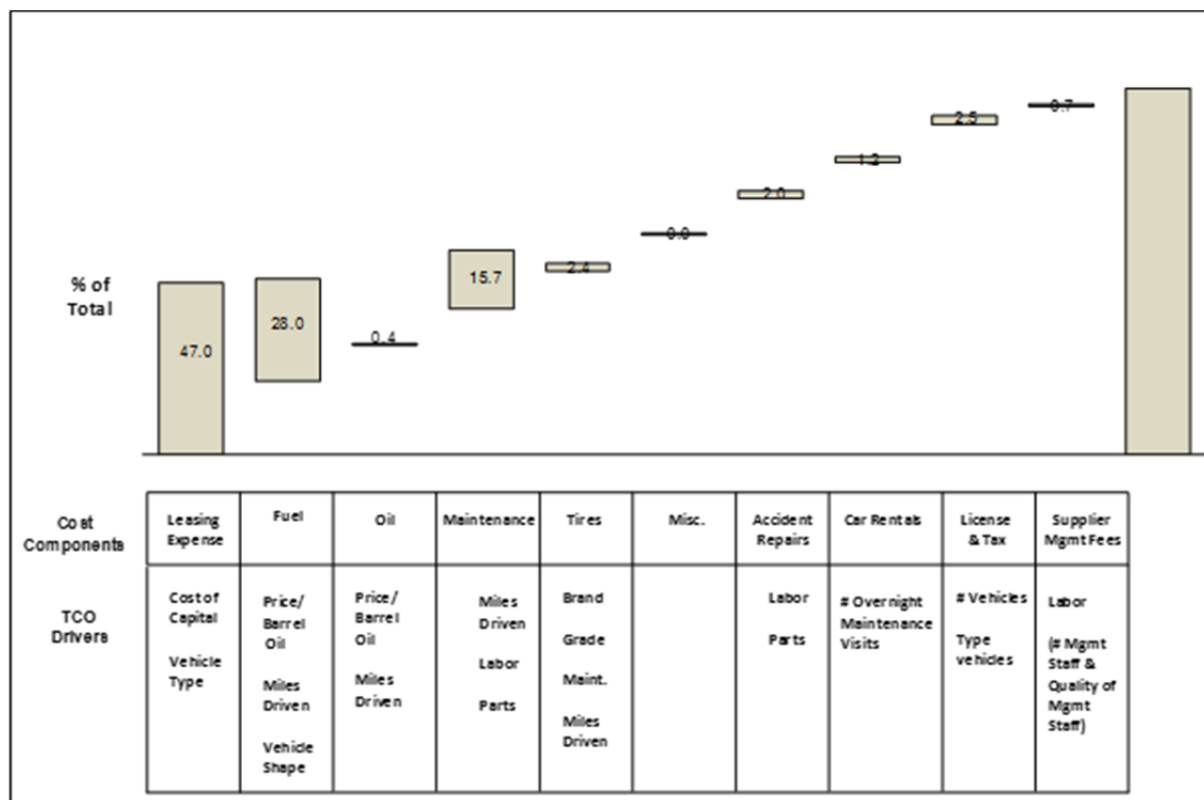 0.7
2.5
1.2
2.0
0.0
2.4
15.7
% of
Total
28.0
0.4
47.0
Cost
Components
Leasing
Expense
Fuel
Oil
Maintenance
Tires
Misc.
Accident
Repairs
Car Rentals
License
& Tax
Supplier
Mgmt Fees
TCO
Drivers
Cost of
Capital
Vehicle
Type
Price/
Barrel
Oil
Miles
Driven
Vehicle
Shape
Price/
Barrel
Oil
Miles
Driven
Miles
Driven
Labor
Parts
Brand
Grade
Maint.
Miles
Driven
Labor
Parts
# Overnight
Maintenance
Visits
# Vehicles
Type
vehicles
Labor
(# Mgmt
Staff &
Quality of
Mgmt
Staff)